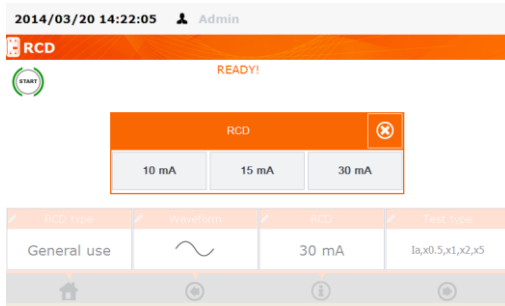 2014/03/20 14:22:05 Admin
RCD
START
READY!
RCD
10 mA 15 mA 30 mA
RCD type Waveform RCD Test type
General use 30 mA Ia,x0.5,x1,x2,x5